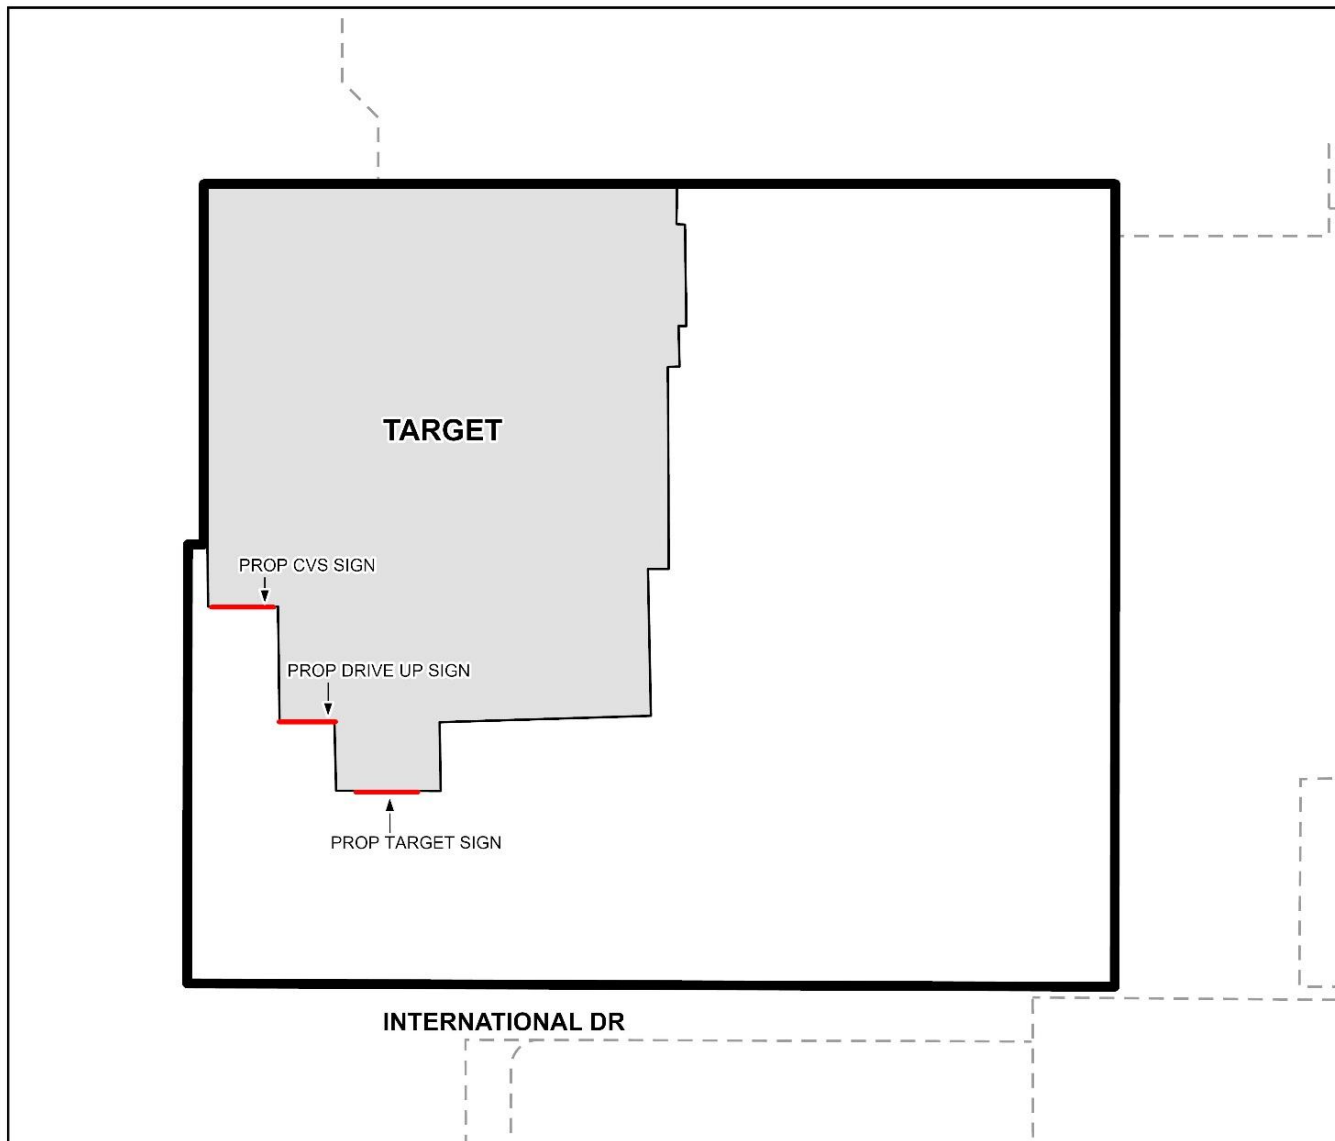 TARGET
PROP CVS SIGN
PROP DRIVE UP SIGN
PROP TARGET SIGN
INTERNATIONAL DR